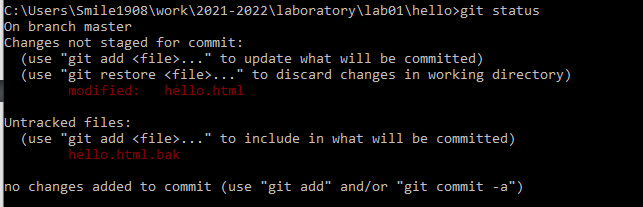 C:\Users\Smile1908\work\2021-2022\laboratory\lab01\hello>git status
On branch master
Changes not staged for commit:
  (use "git add <file>..." to update what will be committed)
  (use "git restore <file>..." to discard changes in working directory)
        modified:   hello.html

Untracked files:
  (use "git add <file>..." to include in what will be committed)
        hello.html.bak

no changes added to commit (use "git add" and/or "git commit -a")